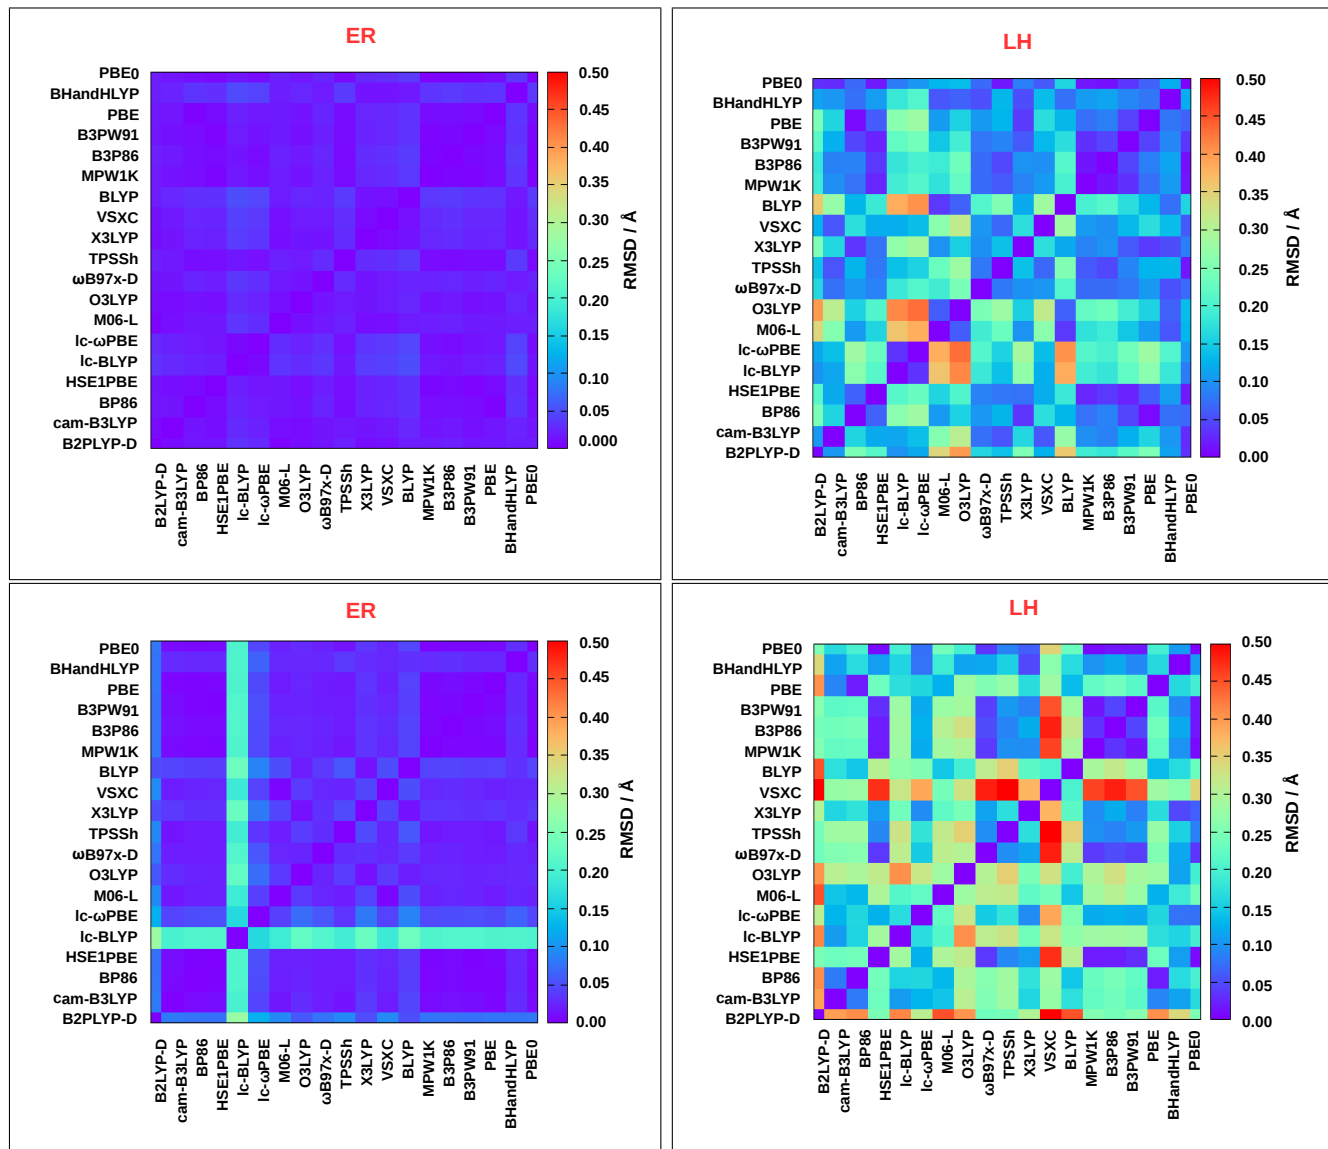 ER
PBE0
BHandHLYP
PBE
B3PW91
B3P86
MPW1K
BLYP
VSXC
X3LYP
TPSSh
ωB97x-D
O3LYP
M06-L
lc-ωPBE
lc-BLYP
HSE1PBE
BP86
cam-B3LYP
B2PLYP-D
B2LYP-D
cam-B3LYP
BP86
HSE1PBE
lc-BLYP
lc-ωPBE
M06-L
O3LYP
ωB97x-D
TPSSh
X3LYP
VSXC
BLYP
MPW1K
B3P86
B3PW91
PBE
BHandHLYP
PBE0
0.50
0.45
0.40
0.35
0.30
0.25
0.20
0.15
0.10
0.05
0.000
RMSD / Å
LH
PBE0
BHandHLYP
PBE
B3PW91
B3P86
MPW1K
BLYP
VSXC
X3LYP
TPSSh
ωB97x-D
O3LYP
M06-L
lc-ωPBE
lc-BLYP
HSE1PBE
BP86
cam-B3LYP
B2PLYP-D
B2LYP-D
cam-B3LYP
BP86
HSE1PBE
lc-BLYP
lc-ωPBE
M06-L
O3LYP
ωB97x-D
TPSSh
X3LYP
VSXC
BLYP
MPW1K
B3P86
B3PW91
PBE
BHandHLYP
PBE0
0.50
0.45
0.40
0.35
0.30
0.25
0.20
0.15
0.10
0.05
0.00
RMSD / Å
ER
PBE0
BHandHLYP
PBE
B3PW91
B3P86
MPW1K
BLYP
VSXC
X3LYP
TPSSh
ωB97x-D
O3LYP
M06-L
lc-ωPBE
lc-BLYP
HSE1PBE
BP86
cam-B3LYP
B2PLYP-D
B2LYP-D
cam-B3LYP
BP86
HSE1PBE
lc-BLYP
lc-ωPBE
M06-L
O3LYP
ωB97x-D
TPSSh
X3LYP
VSXC
BLYP
MPW1K
B3P86
B3PW91
PBE
BHandHLYP
PBE0
0.50
0.45
0.40
0.35
0.30
0.25
0.20
0.15
0.10
0.05
0.00
RMSD / Å
LH
PBE0
BHandHLYP
PBE
B3PW91
B3P86
MPW1K
BLYP
VSXC
X3LYP
TPSSh
ωB97x-D
O3LYP
M06-L
lc-ωPBE
lc-BLYP
HSE1PBE
BP86
cam-B3LYP
B2PLYP-D
B2LYP-D
cam-B3LYP
BP86
HSE1PBE
lc-BLYP
lc-ωPBE
M06-L
O3LYP
ωB97x-D
TPSSh
X3LYP
VSXC
BLYP
MPW1K
B3P86
B3PW91
PBE
BHandHLYP
PBE0
0.50
0.45
0.40
0.35
0.30
0.25
0.20
0.15
0.10
0.05
0.00
RMSD / Å